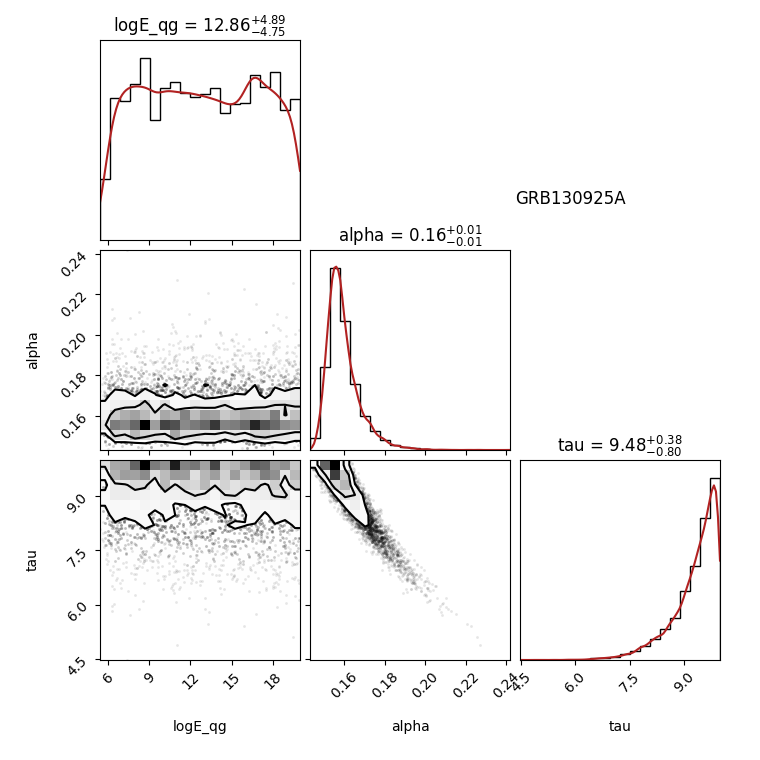 logE_qg = 12.86+4.89−4.75
GRB130925A
alpha = 0.16+0.01−0.01
0.24
0.22
0.20
0.18
0.16
alpha
tau = 9.48+0.38−0.80
9.0
7.5
6.0
4.5
tau
6 9 12 15 18
0.16 0.18 0.20 0.22 0.24
4.5 6.0 7.5 9.0
logE_qg
alpha
tau